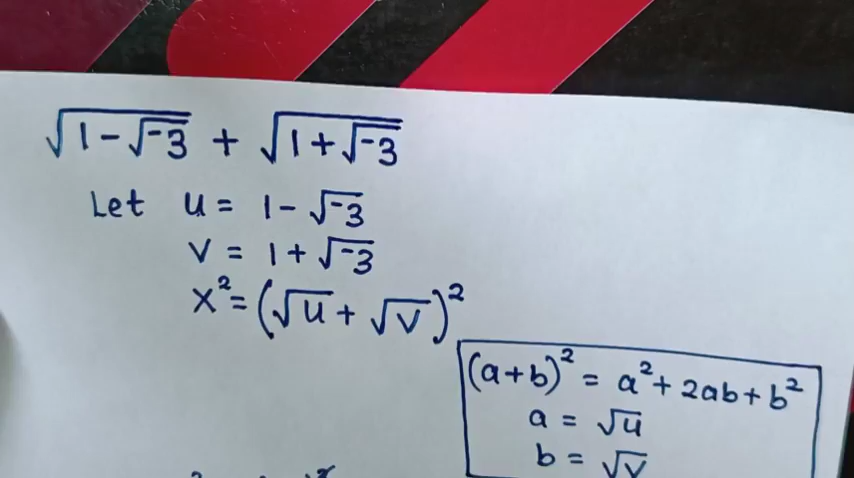 √(1-√-3) + √(1+√-3)
Let u = 1-√-3
v = 1+√-3
x² = (√u + √v)²
(a+b)² = a²+2ab+b²
a = √u
b = √v